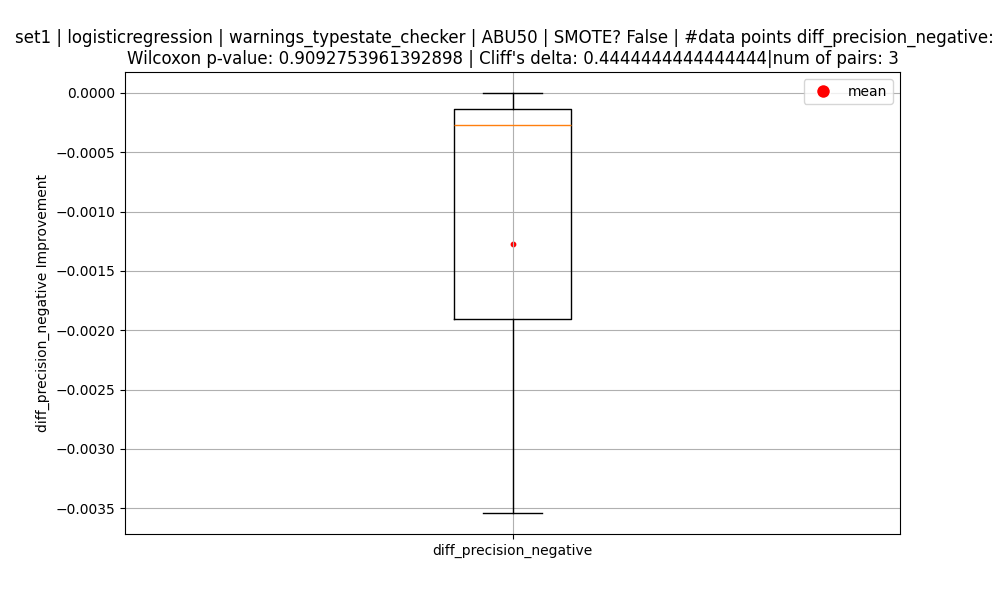 set1 | logisticregression | warnings_typestate_checker | ABU50 | SMOTE? False | #data points diff_precision_negative:
Wilcoxon p-value: 0.9092753961392898 | Cliff's delta: 0.4444444444444444|num of pairs: 3
mean
0.0000
−0.0005
−0.0010
−0.0015
−0.0020
−0.0025
−0.0030
−0.0035
diff_precision_negative Improvement
diff_precision_negative